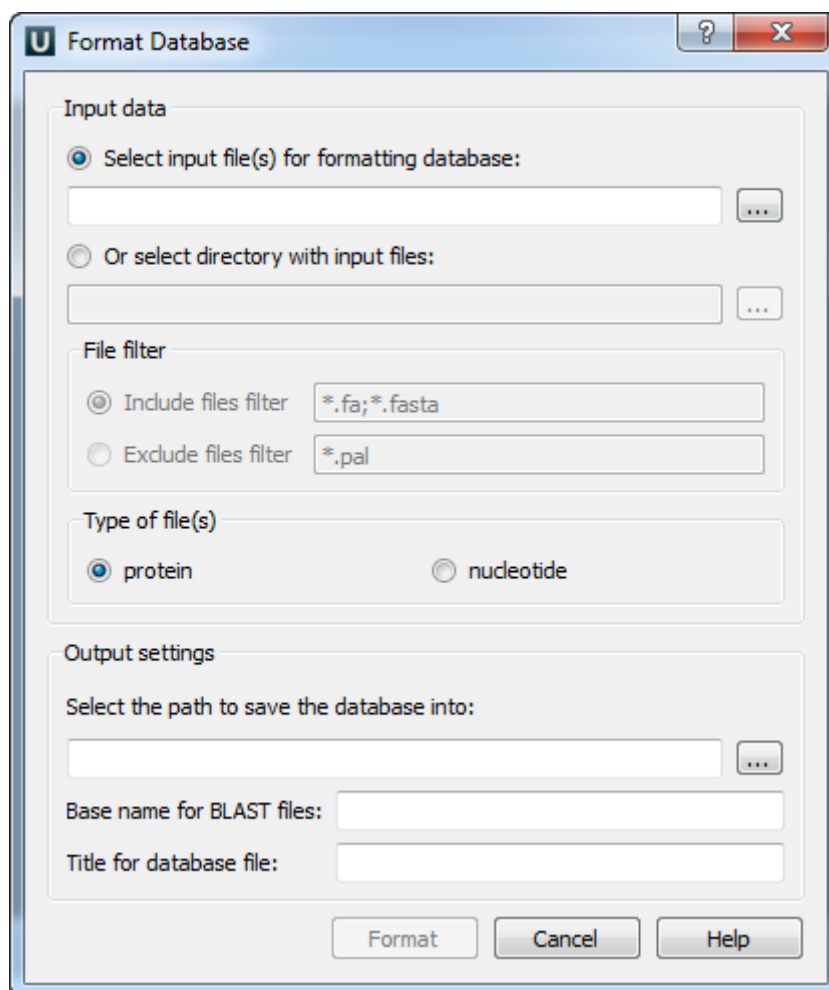 U Format Database ? X
Input data
Select input file(s) for formatting database:
...
Or select directory with input files:
...
File filter
Include files filter *.fa;*.fasta
Exclude files filter *.pal
Type of file(s)
protein nucleotide
Output settings
Select the path to save the database into:
...
Base name for BLAST files:
Title for database file:
Format Cancel Help